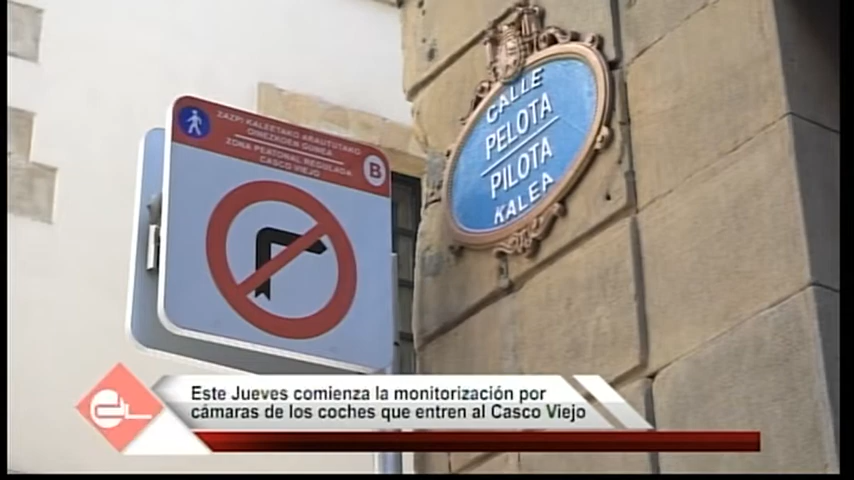 CALLE
PELOTA
PILOTA
KALEA
ZAZPI KALEETAKO ARAUTUTAKO
OINEZKOEN GUNEA
ZONA PEATONAL REGULADA
CASCO VIEJO
B
Este Jueves comienza la monitorización por
cámaras de los coches que entren al Casco Viejo